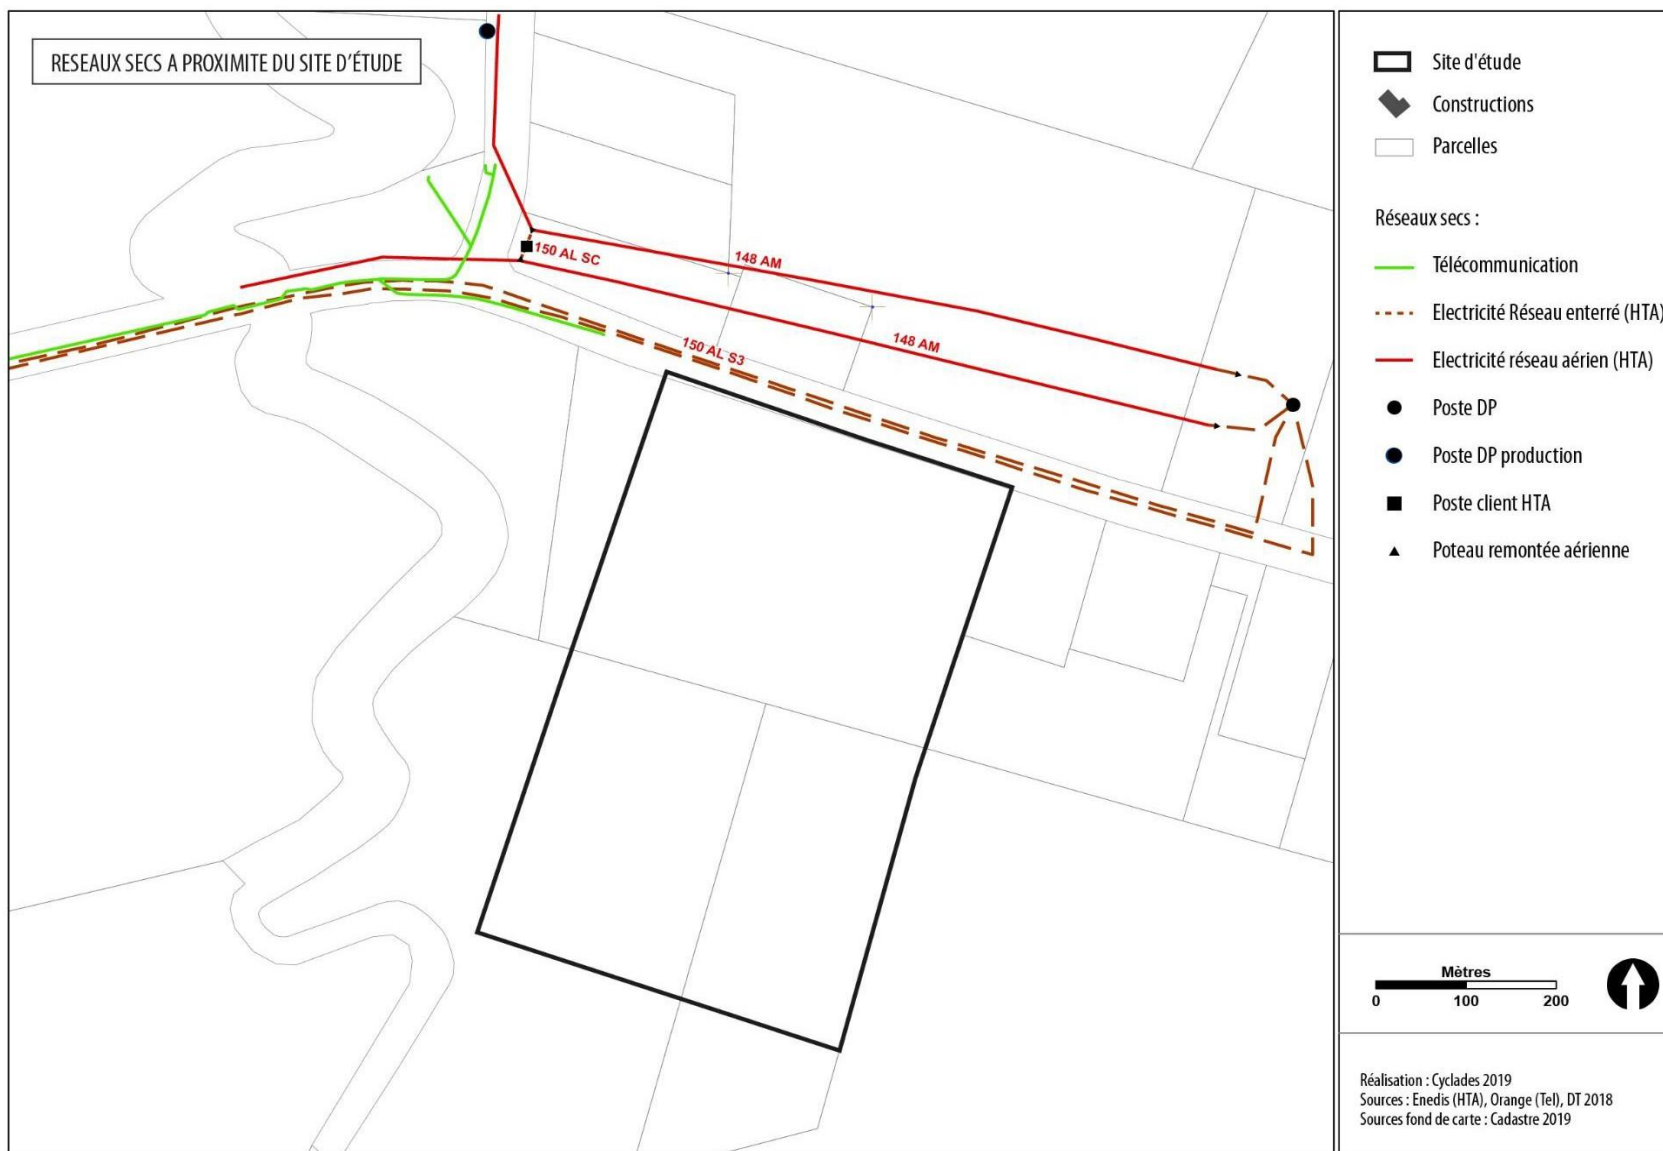 RESEAUX SECS A PROXIMITE DU SITE D'ÉTUDE
150 AL SC
148 AM
148 AM
150 AL S3
Site d'étude
Constructions
Parcelles
Réseaux secs :
Télécommunication
Electricité Réseau enterré (HTA)
Electricité réseau aérien (HTA)
Poste DP
Poste DP production
Poste client HTA
Poteau remontée aérienne
Mètres
0 100 200
Réalisation : Cyclades 2019
Sources : Enedis (HTA), Orange (Tel), DT 2018
Sources fond de carte : Cadastre 2019